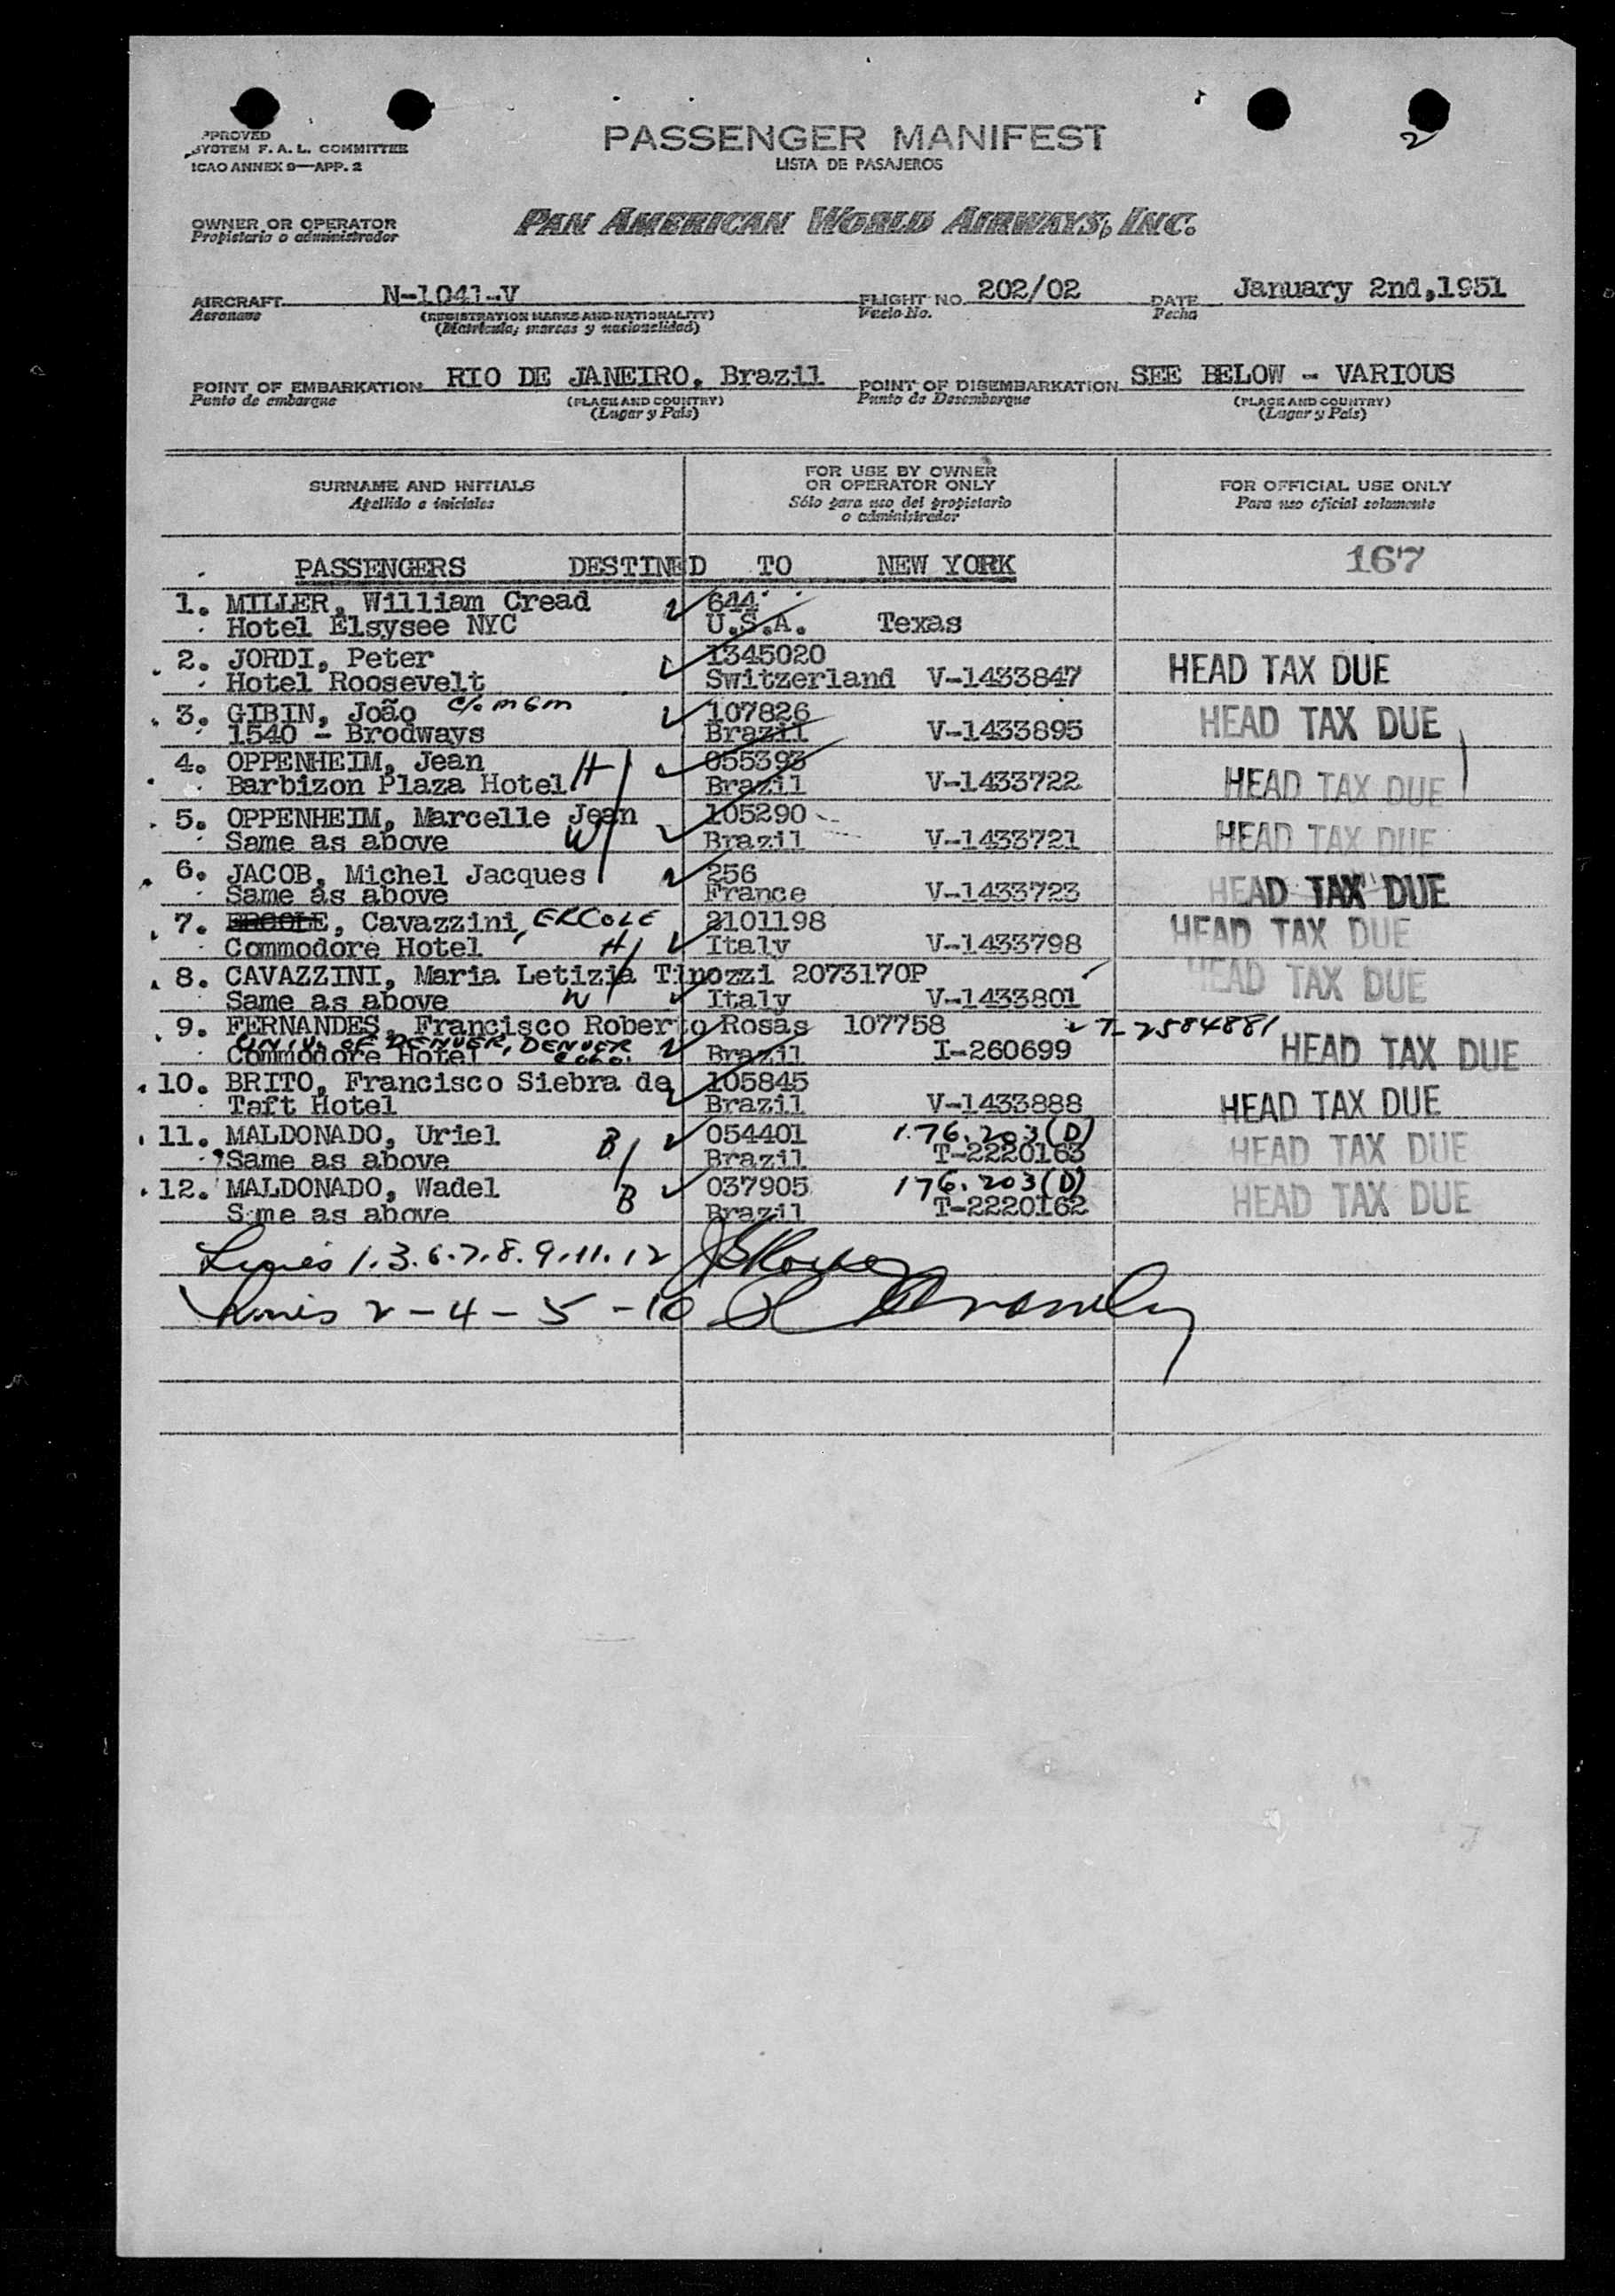 2
PPROVED
SYSTEM F. A. L. COMMITTEE
ICAO ANNEX 9—APP. 2
PASSENGER MANIFEST
LISTA DE PASAJEROS
OWNER OR OPERATOR
Propietario o administrador
PAN AMERICAN WORLD AIRWAYS, INC.
AIRCRAFT N-1041-V FLIGHT NO. 202/02 DATE January 2nd,1951
Aeronave (REGISTRATION MARKS AND NATIONALITY) Vuelo No. Fecha
(Matricula; marcas y nacionalidad)
POINT OF EMBARKATION RIO DE JANEIRO, Brazil POINT OF DISEMBARKATION SEE BELOW - VARIOUS
Punto de embarque (PLACE AND COUNTRY) Punto de Desembarque (PLACE AND COUNTRY)
(Lugar y País) (Lugar y País)
SURNAME AND INITIALS FOR USE BY OWNER OR OPERATOR ONLY FOR OFFICIAL USE ONLY
Apellido e iniciales Sólo para uso del propietario o administrador Para uso oficial solamente
PASSENGERS DESTINED TO NEW YORK 167
1. MILLER, William Cread 644
Hotel Elsysee NYC U.S.A. Texas
2. JORDI, Peter 1345020
Hotel Roosevelt Switzerland V-1433847 HEAD TAX DUE
3. GIBIN, João c/o MGM 107826
1540 - Brodways Brazil V-1433895 HEAD TAX DUE
4. OPPENHEIM, Jean H 055393
Barbizon Plaza Hotel Brazil V-1433722 HEAD TAX DUE
5. OPPENHEIM, Marcelle Jean 105290
Same as above W Brazil V-1433721 HEAD TAX DUE
6. JACOB, Michel Jacques 256
Same as above France V-1433723 HEAD TAX DUE
7. ERCOLE, Cavazzini, ERCOLE 2101198
Commodore Hotel H Italy V-1433798 HEAD TAX DUE
8. CAVAZZINI, Maria Letizia Tinozzi 2073170P
Same as above W Italy V-1433801 HEAD TAX DUE
9. FERNANDES, Francisco Roberto Rosas 107758 T-2584881
UNIV. OF DENVER, DENVER COLO.
Commodore Hotel Brazil I-260699 HEAD TAX DUE
10. BRITO, Francisco Siebra de 105845
Taft Hotel Brazil V-1433888 HEAD TAX DUE
11. MALDONADO, Uriel B 054401 176.203(D)
Same as above Brazil T-2220163 HEAD TAX DUE
12. MALDONADO, Wadel B 037905 176.203(D)
Same as above Brazil T-2220162 HEAD TAX DUE
Lines 1.3.6.7.8.9.11.12
Lines 2-4-5-10